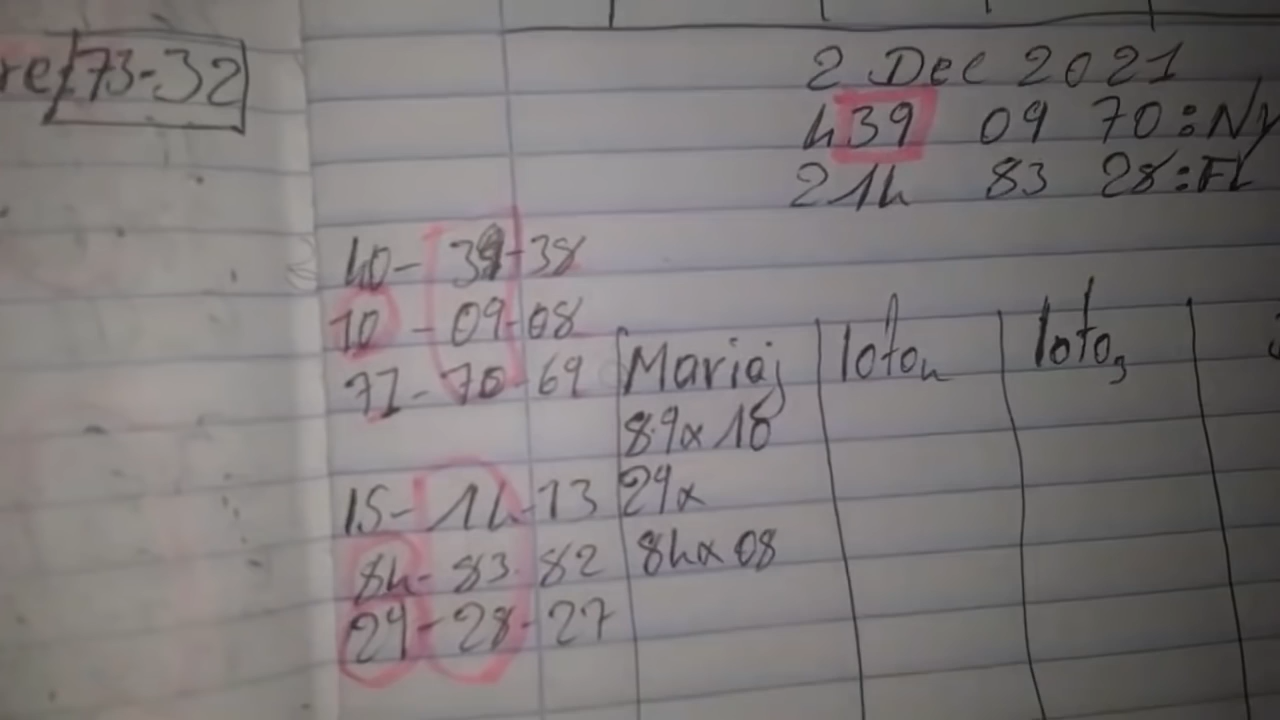 73-32
2 Dec 2021
439 09 70:NY
214 83 28:FL
40-39-38
10-09-08
71-70-69
Mariaj
loto4
loto3
89x18
15-14-13
29x
84-83-82
84x08
29-28-27